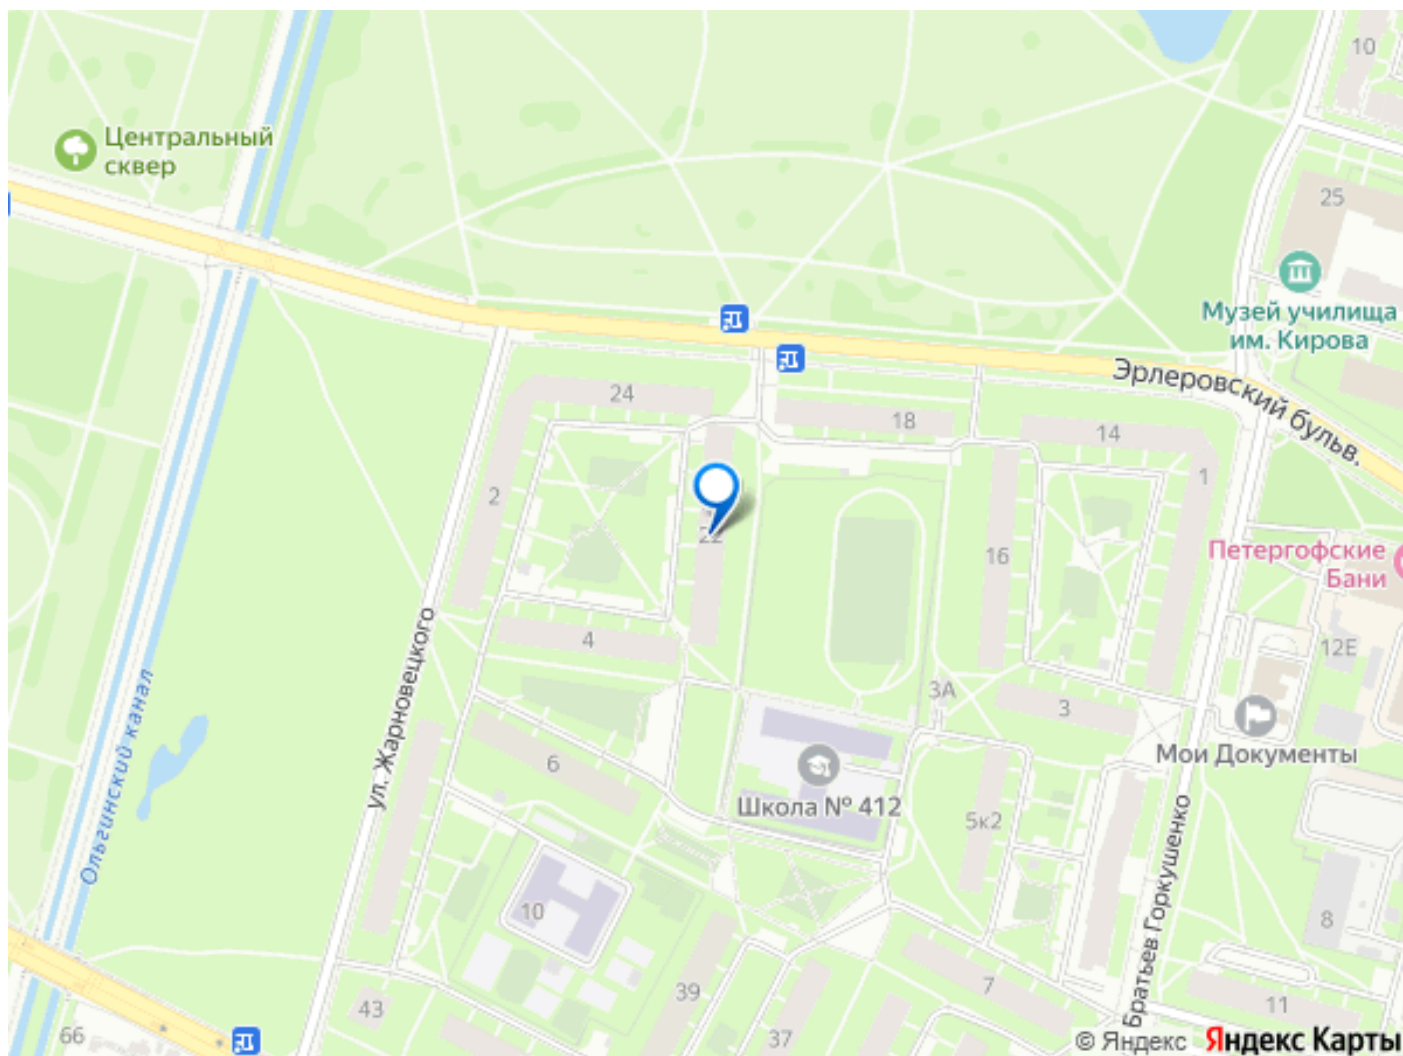 10
Центральный
сквер
25
Музей училища
им. Кирова
Эрлеровский бульв.
24
18
14
2
1
22
16
Петергофские
Бани
4
12Е
3А
3
ул. Жарновецкого
Ольгинский канал
Мои Документы
6
Школа № 412
5к2
Братьев Горкушенко
10
8
7
39
11
43
37
66
© Яндекс Яндекс Карты